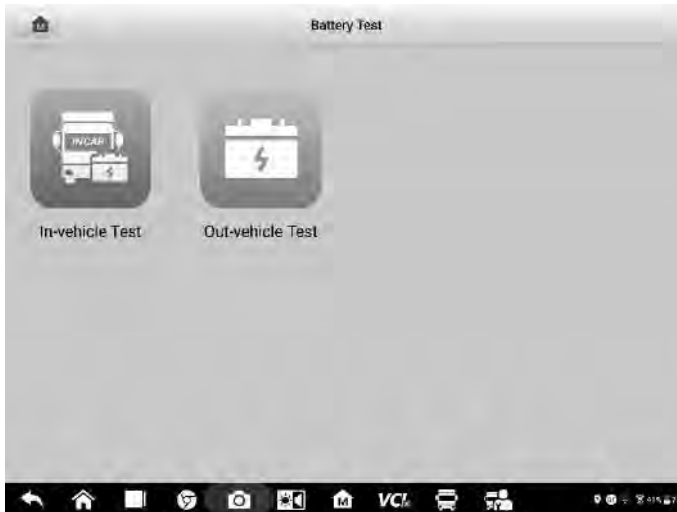 M
Battery Test
INCAR
In-vehicle Test
Out-vehicle Test
M VCI